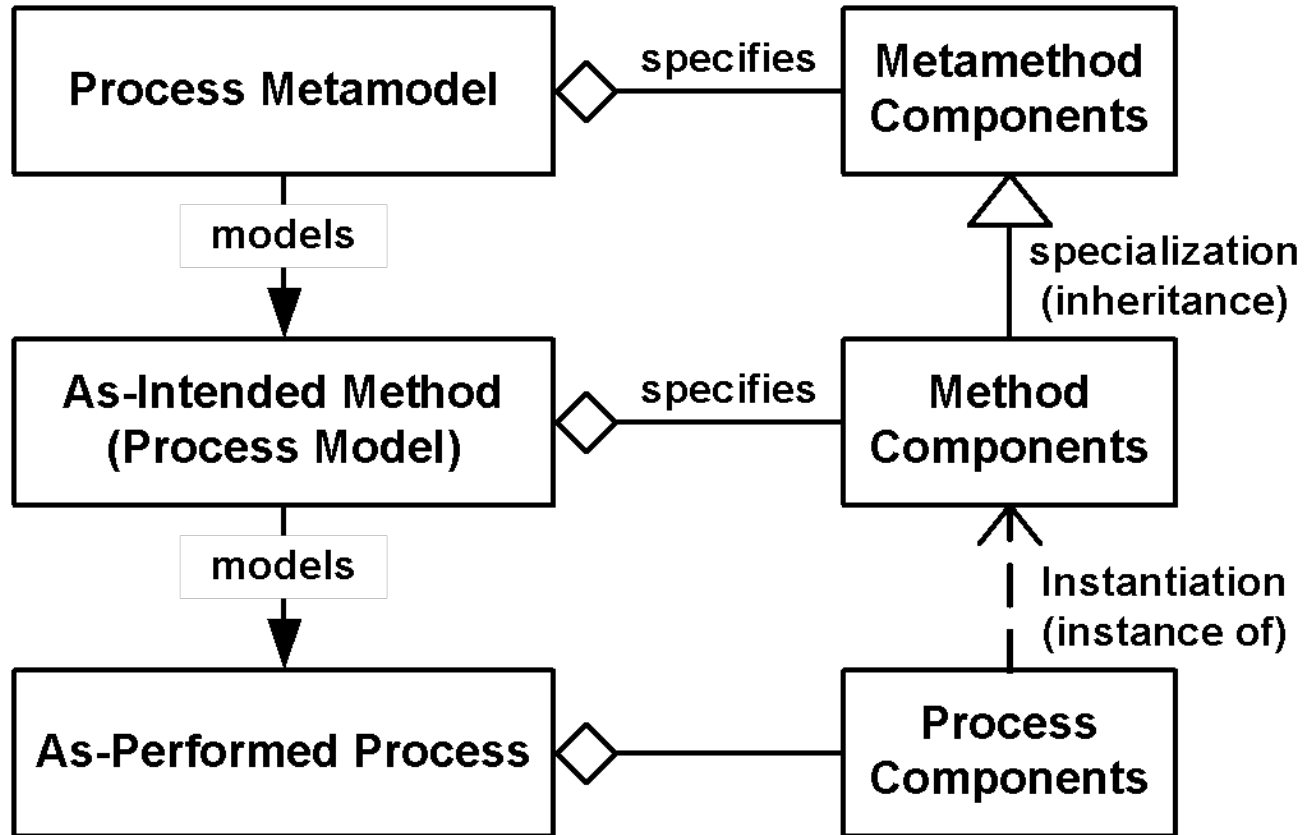 Process Metamodel
specifies
Metamethod
Components
models
specialization
(inheritance)
As-Intended Method
(Process Model)
specifies
Method
Components
models
Instantiation
(instance of)
As-Performed Process
Process
Components